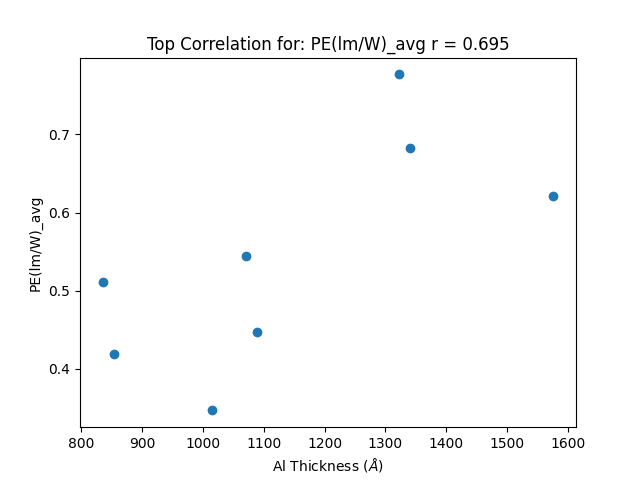 Top Correlation for: PE(lm/W)_avg r = 0.695
PE(lm/W)_avg
0.7
0.6
0.5
0.4
800 900 1000 1100 1200 1300 1400 1500 1600
Al Thickness (Å)